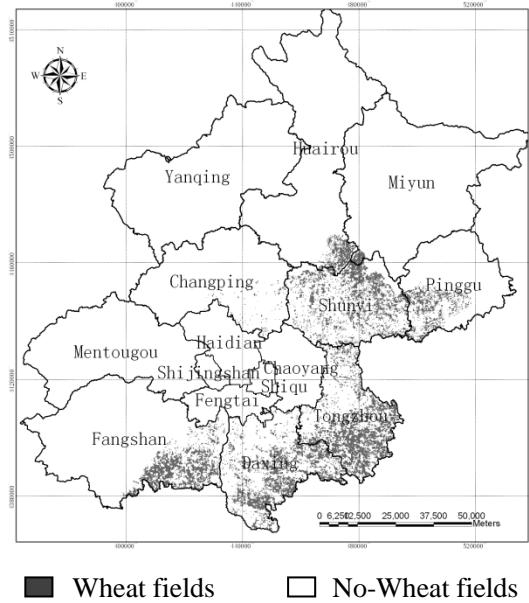 N
W E
S
Huairou
Yanqing
Miyun
Changping
Pinggu
Shunyi
Haidian
Mentougou
Shijingshan
Chaoyang
Shiqu
Fengtai
Tongzhou
Fangshan
Daxing
0 6,250 12,500 25,000 37,500 50,000
Meters
Wheat fields
No-Wheat fields